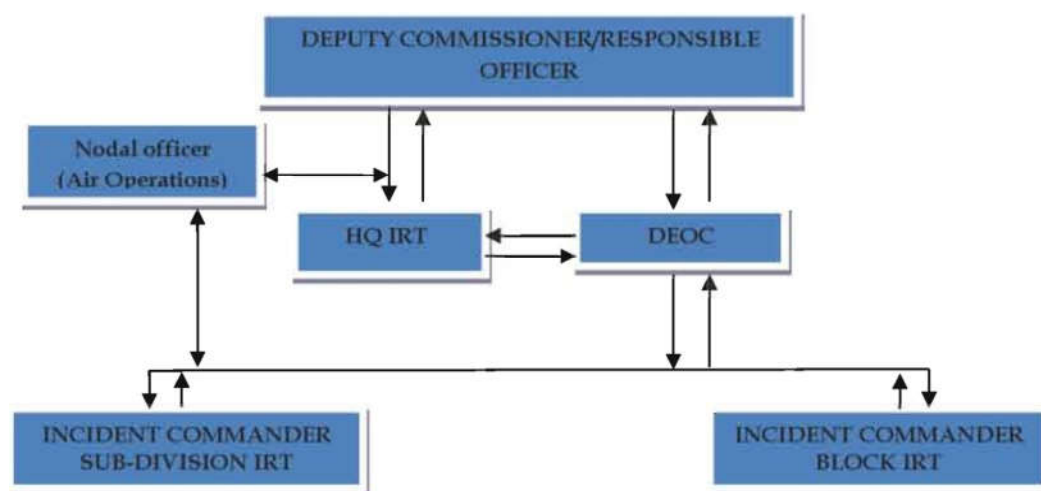 DEPUTY COMMISSIONER/RESPONSIBLE
OFFICER
Nodal officer
(Air Operations)
HQ IRT
DEOC
INCIDENT COMMANDER
SUB-DIVISION IRT
INCIDENT COMMANDER
BLOCK IRT